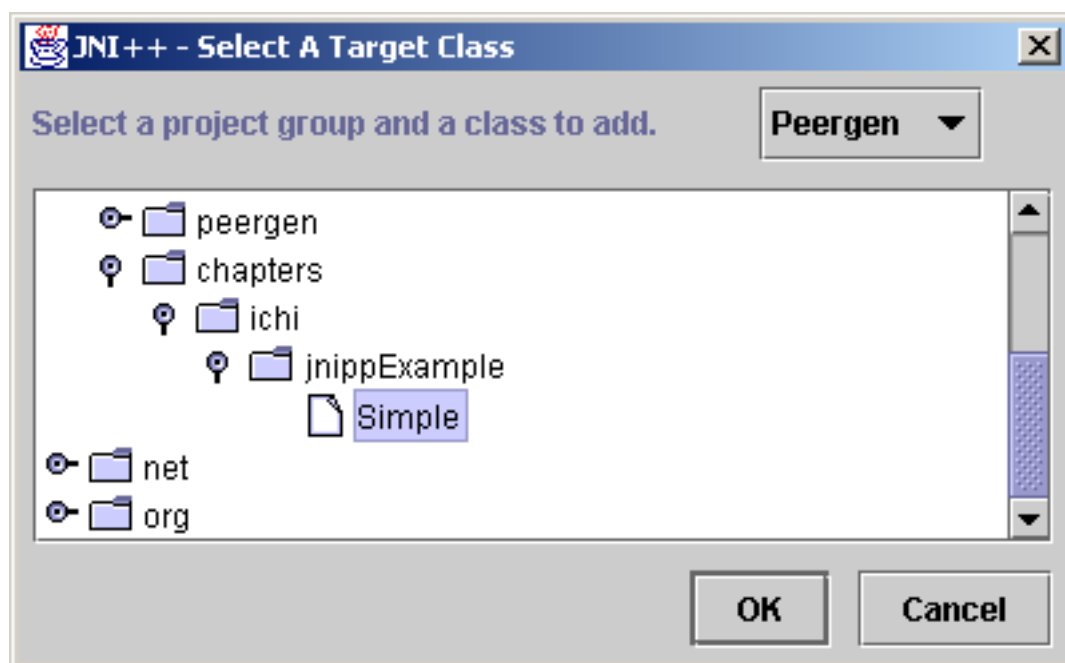 JNI++ - Select A Target Class
Select a project group and a class to add.
Peergen
peergen
chapters
ichi
jnippExample
Simple
net
org
OK
Cancel